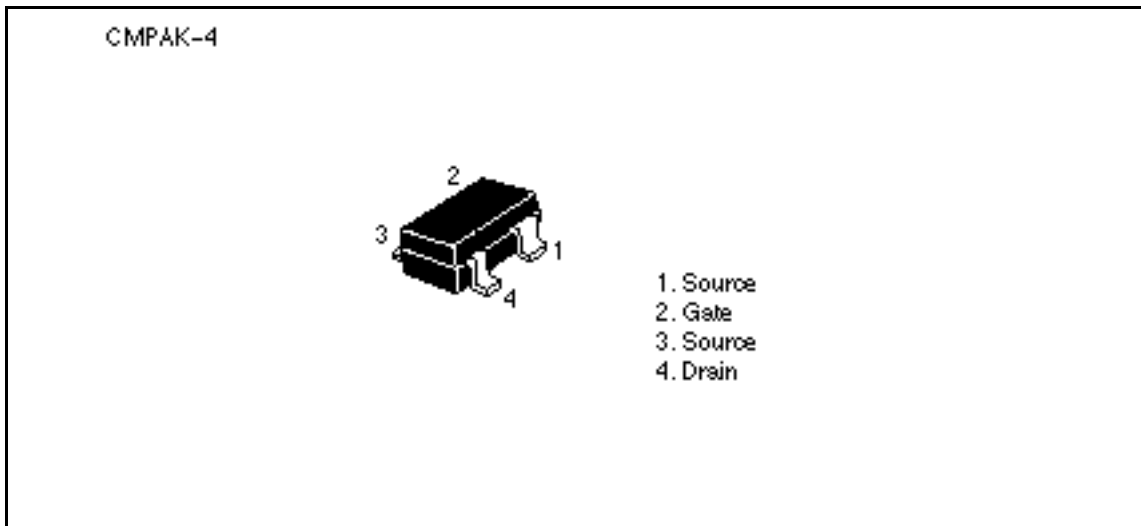 CMPAK–4
2
3
1
4
1. Source
2. Gate
3. Source
4. Drain